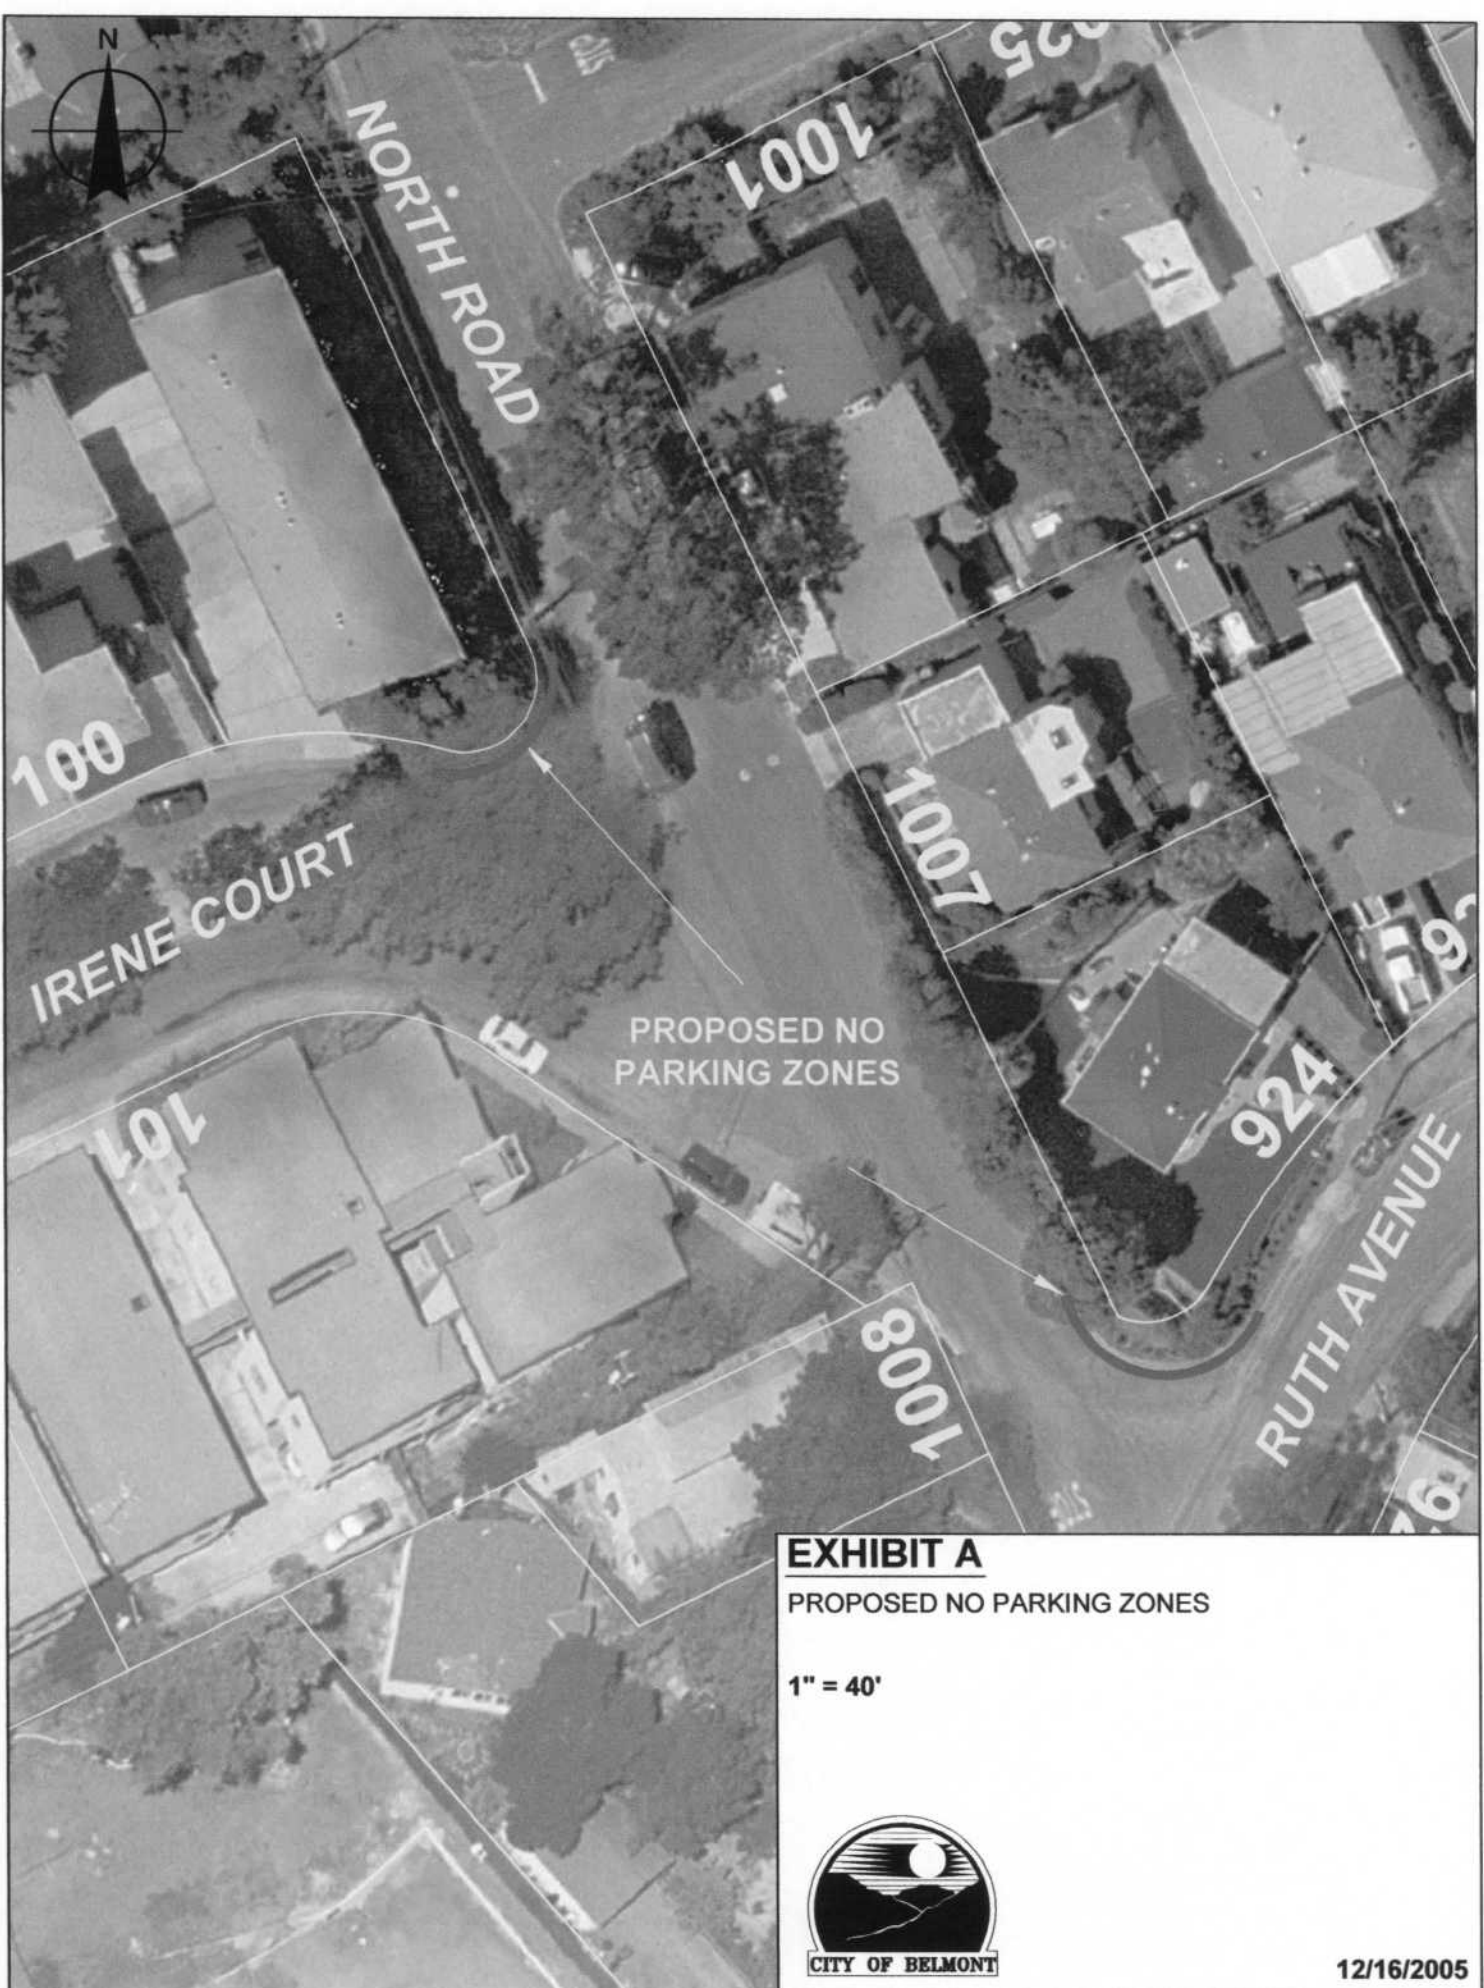 N
NORTH ROAD
1001
100
IRENE COURT
1007
PROPOSED NO
PARKING ZONES
101
924
RUTH AVENUE
1008
EXHIBIT A
PROPOSED NO PARKING ZONES
1" = 40'
CITY OF BELMONT
12/16/2005